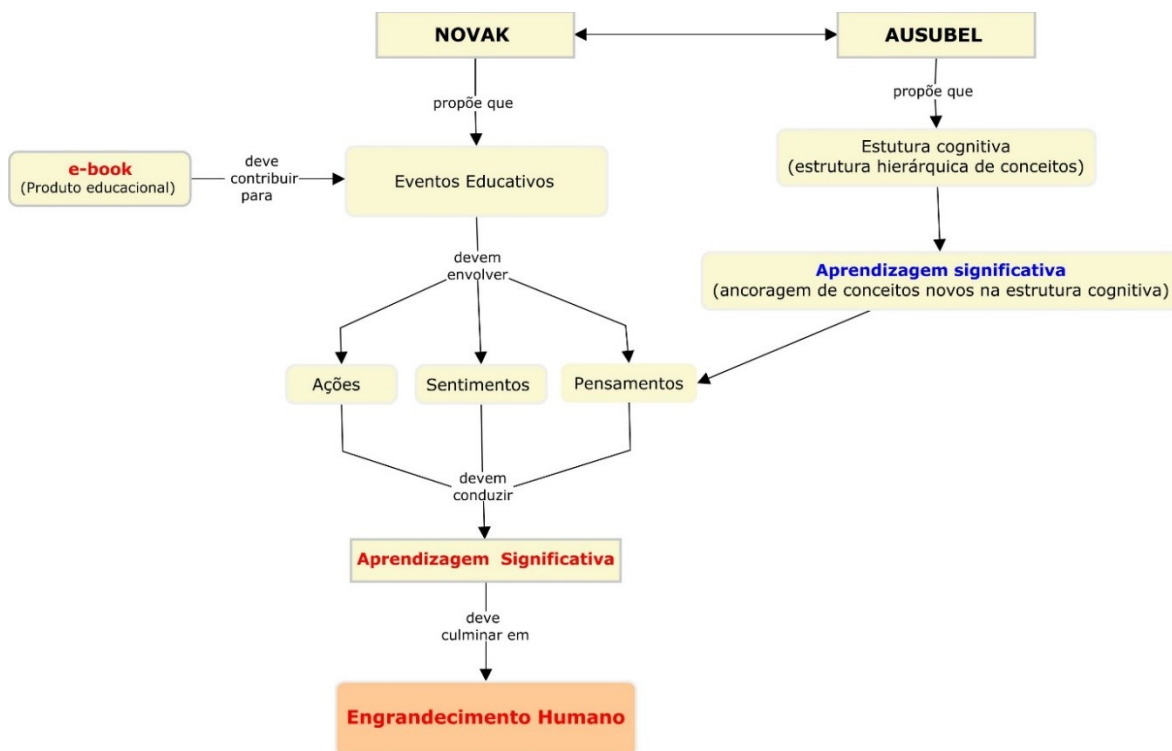 NOVAK
AUSUBEL
propõe que
propõe que
e-book
(Produto educacional)
deve
contribuir
para
Eventos Educativos
Estutura cognitiva
(estrutura hierárquica de conceitos)
devem
envolver
Aprendizagem significativa
(ancoragem de conceitos novos na estrutura cognitiva)
Ações
Sentimentos
Pensamentos
devem
conduzir
Aprendizagem Significativa
deve
culminar em
Engrandecimento Humano